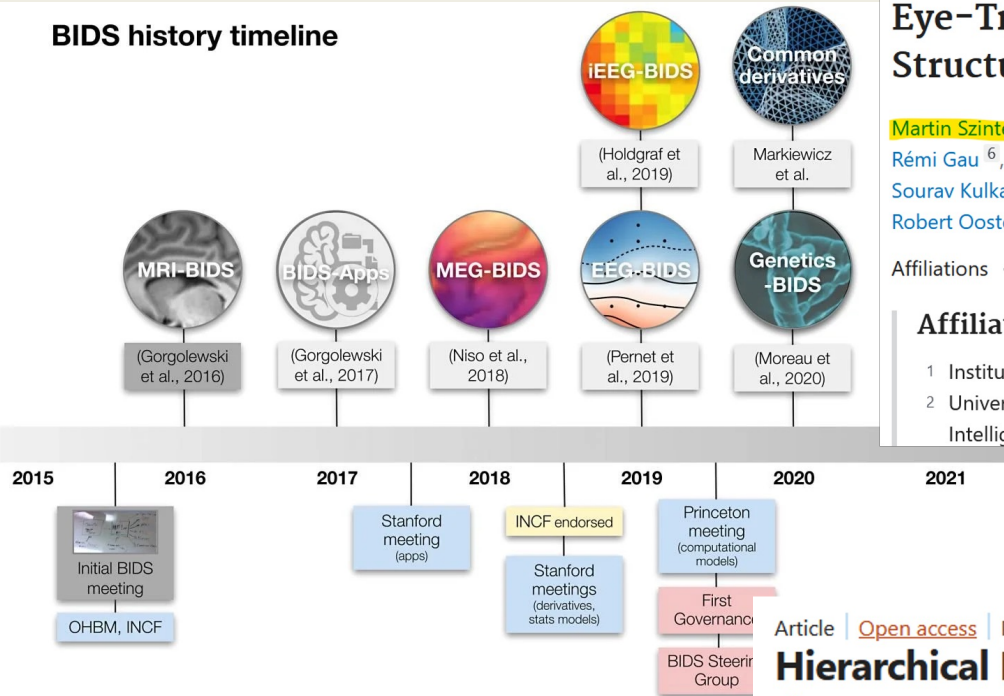 BIDS history timeline
iEEG-BIDS
Common
derivatives
(Holdgraf et
al., 2019)
Markiewicz
et al.
MRI-BIDS
BIDS-Apps
MEG-BIDS
EEG-BIDS
Genetics
-BIDS
(Gorgolewski
et al., 2016)
(Gorgolewski
et al., 2017)
(Niso et al.,
2018)
(Pernet et
al., 2019)
(Moreau et
al., 2020)
2015 2016 2017 2018 2019 2020 2021
Initial BIDS
meeting
OHBM, INCF
Stanford
meeting
(apps)
INCF endorsed
Stanford
meetings
(derivatives,
stats models)
Princeton
meeting
(computational
models)
First
Governance
BIDS Steerin
Group
Eye-Tr
Structu
Martin Szint
Rémi Gau 6,
Sourav Kulka
Robert Ooste
Affiliations
Affilia
1 Institu
2 Univer
Intellig
Article Open access
Hierarchical